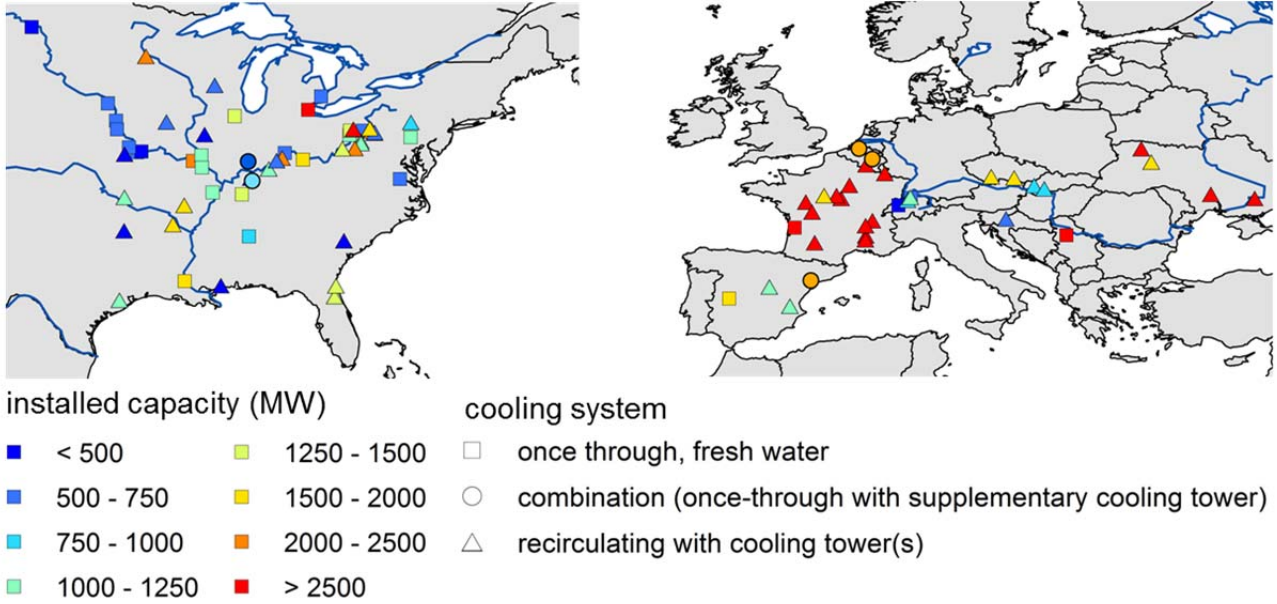 installed capacity (MW)
cooling system
< 500
1250 - 1500
once through, fresh water
500 - 750
1500 - 2000
combination (once-through with supplementary cooling tower)
750 - 1000
2000 - 2500
recirculating with cooling tower(s)
1000 - 1250
> 2500